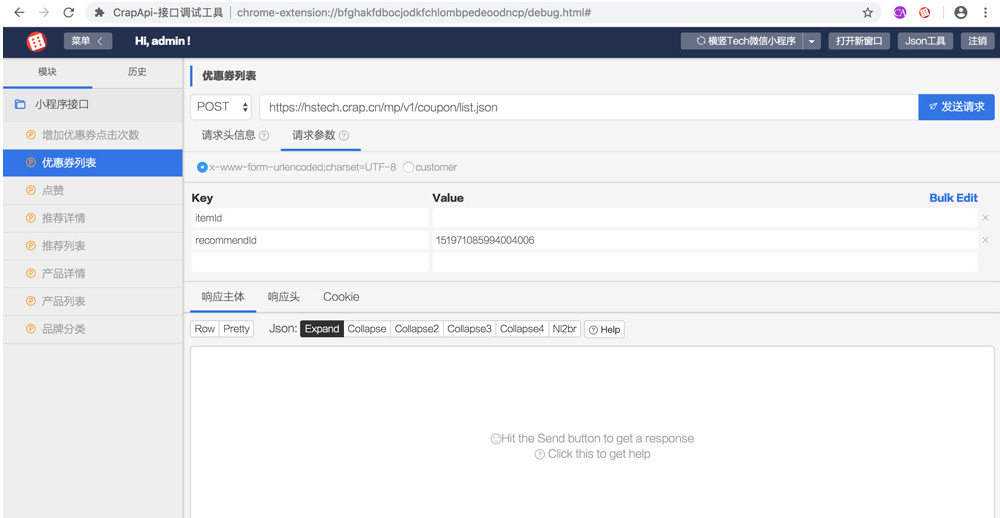 CrapApi-接口调试工具 | chrome-extension://bfghakfdbocjodkfchlombpedeoodncp/debug.html#
菜单 Hi, admin ! 横竖Tech微信小程序 打开新窗口 Json工具 注销
模块 历史
小程序接口
增加优惠券点击次数
优惠券列表
点赞
推荐详情
推荐列表
产品详情
产品列表
品牌分类
优惠券列表
POST https://hstech.crap.cn/mp/v1/coupon/list.json 发送请求
请求头信息 请求参数
x-www-form-urlencoded;charset=UTF-8 customer
Key Value Bulk Edit
itemId
recommendId 151971085994004006
响应主体 响应头 Cookie
Row Pretty Json: Expand Collapse Collapse2 Collapse3 Collapse4 Nl2br Help
Hit the Send button to get a response
Click this to get help